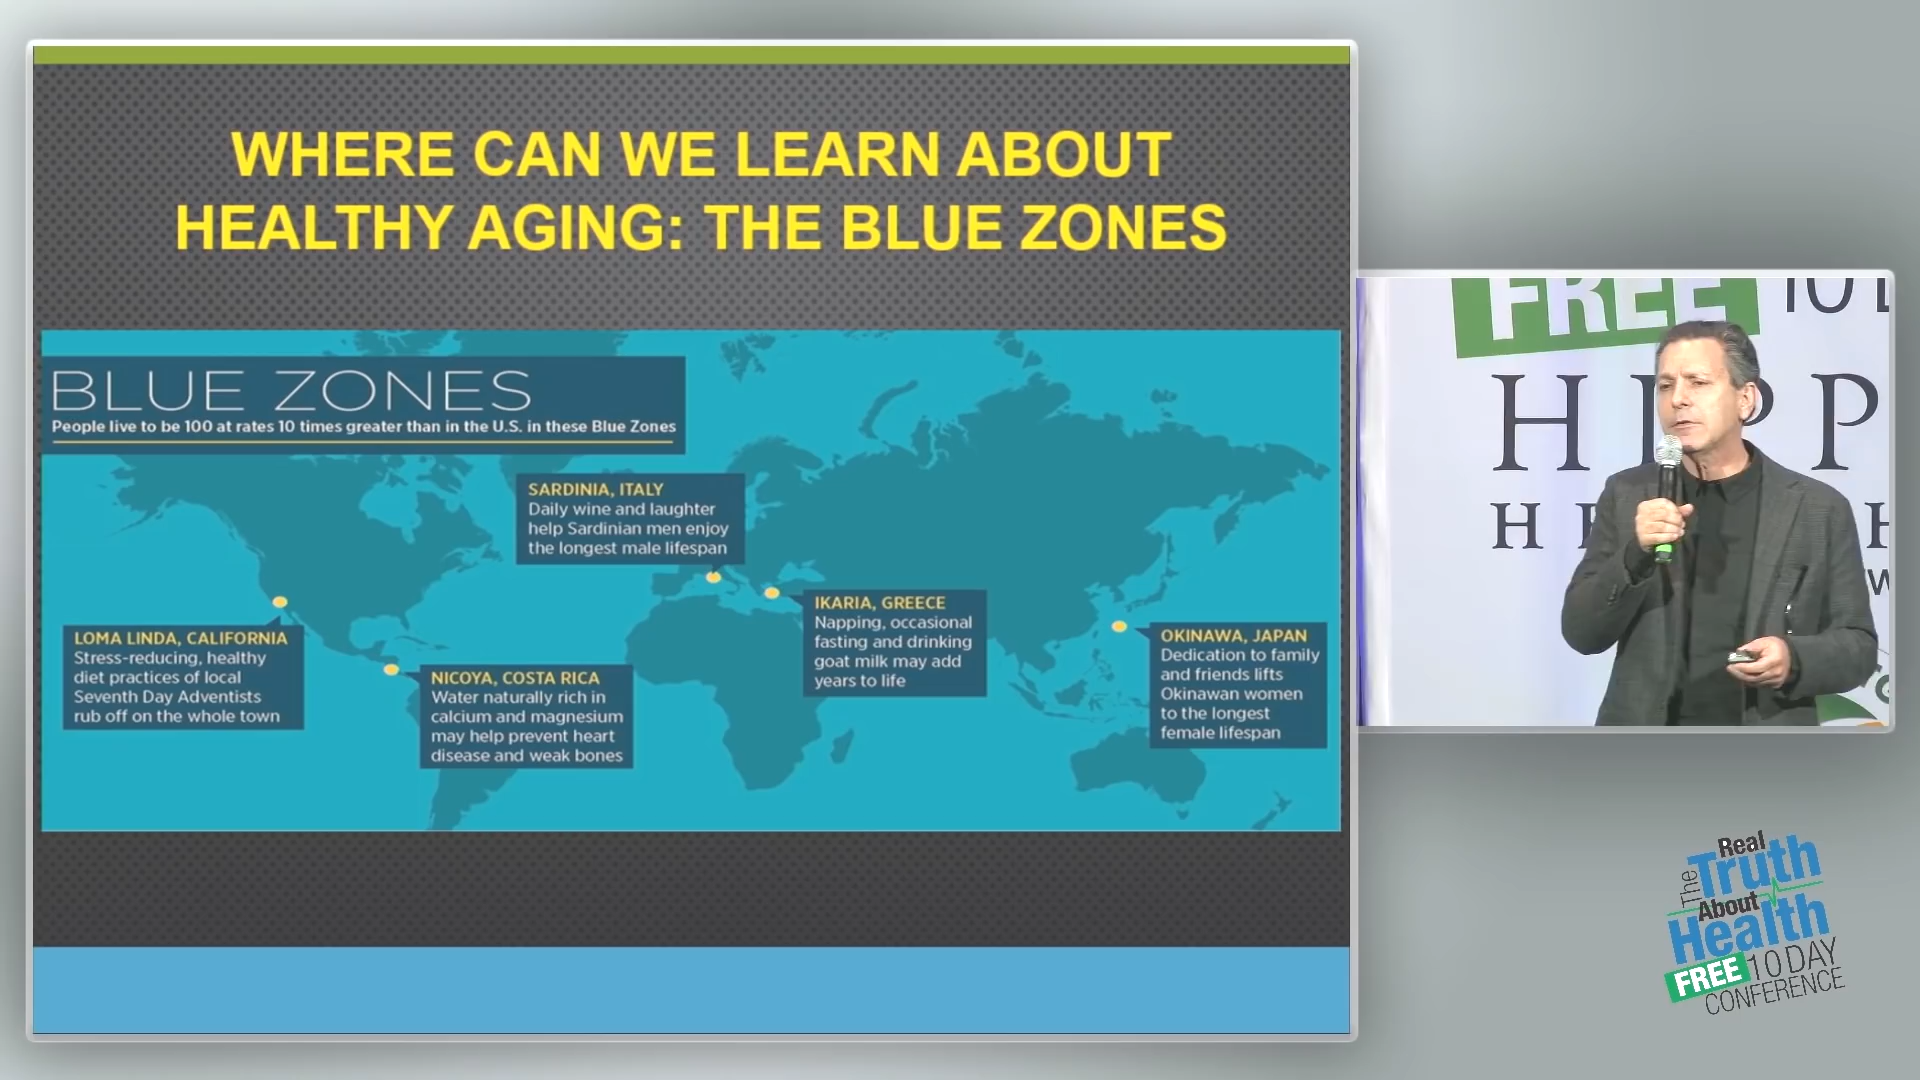 WHERE CAN WE LEARN ABOUT
HEALTHY AGING: THE BLUE ZONES
BLUE ZONES
People live to be 100 at rates 10 times greater than in the U.S. in these Blue Zones
SARDINIA, ITALY
Daily wine and laughter
help Sardinian men enjoy
the longest male lifespan
IKARIA, GREECE
Napping, occasional
fasting and drinking
goat milk may add
years to life
LOMA LINDA, CALIFORNIA
Stress-reducing, healthy
diet practices of local
Seventh Day Adventists
rub off on the whole town
NICOYA, COSTA RICA
Water naturally rich in
calcium and magnesium
may help prevent heart
disease and weak bones
OKINAWA, JAPAN
Dedication to family
and friends lifts
Okinawan women
to the longest
female lifespan
FREE 10 D
HIPP
H
The Real
Truth
About
Health
FREE 10 DAY
CONFERENCE